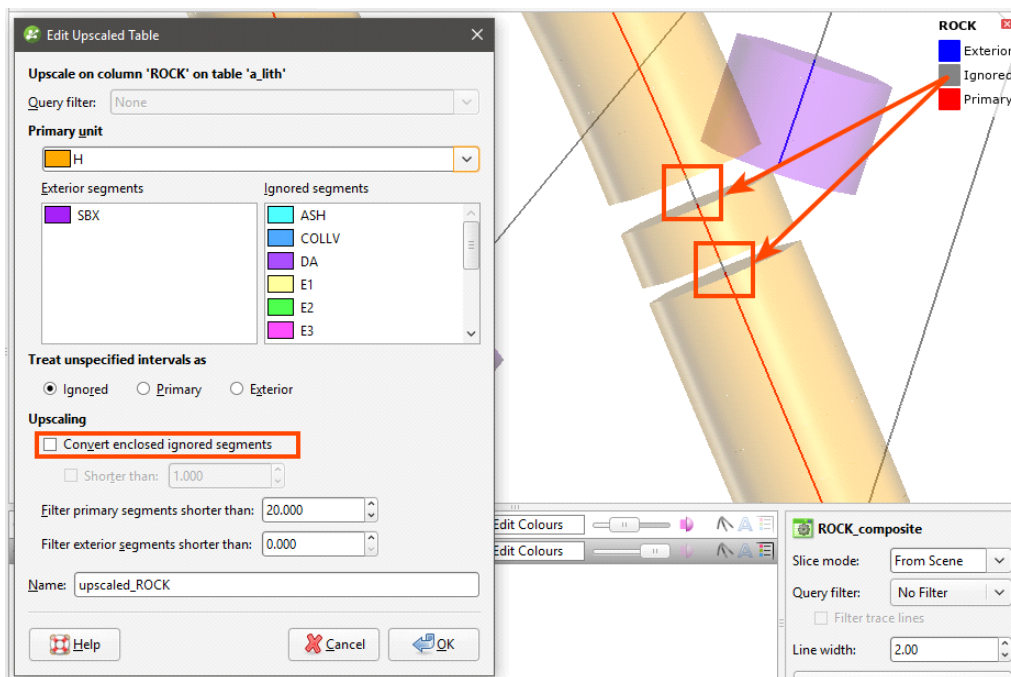 Edit Upscaled Table
Upscale on column 'ROCK' on table 'a_lith'
Query filter: None
Primary unit
H
Exterior segments Ignored segments
SBX ASH
COLLV
DA
E1
E2
E3
Treat unspecified intervals as
Ignored Primary Exterior
Upscaling
Convert enclosed ignored segments
Shorter than: 1.000
Filter primary segments shorter than: 20.000
Filter exterior segments shorter than: 0.000
Name: upscaled_ROCK
Help Cancel OK
ROCK
Exterior
Ignored
Primary
Edit Colours
Edit Colours
ROCK_composite
Slice mode: From Scene
Query filter: No Filter
Filter trace lines
Line width: 2.00